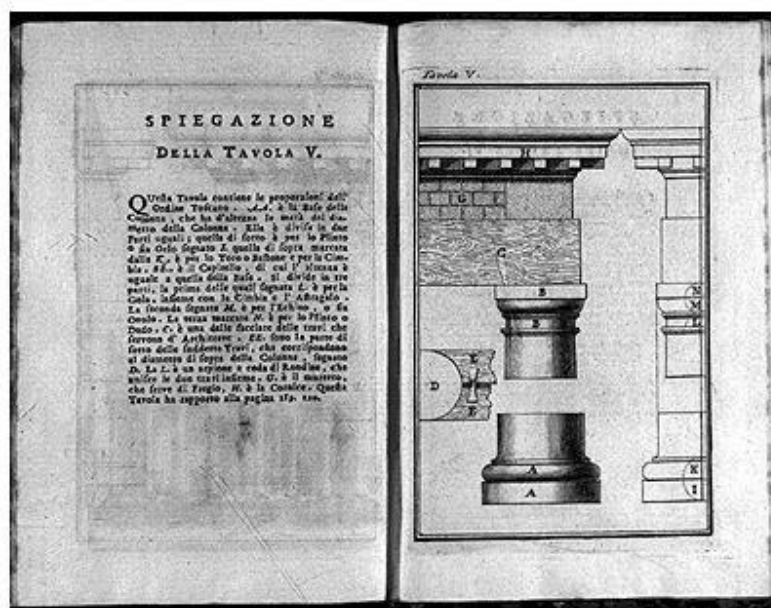 SPIEGAZIONE
DELLA TAVOLA V.
QUesta Tavola contiene le proporzioni dell'
Ordine Toscano. AA. è la Base della
Colonna, che ha d'altezza la metà del dia-
metro della Colonna. Ella è divisa in due
Parti uguali; quella di sotto è per lo Plinto
o sia Orlo segnato I. quella di sopra marcata
dalla K. è per lo Toro o Bastone e per la Cim-
bia. BB. è il Capitello, di cui l'altezza è
uguale a quella della Base. Si divide in tre
parti, la prima delle quali segnata L. è per la
Gola, insieme con la Cimbia e l'Astragalo.
La seconda segnata M. è per l'Echino, o sia
Ovolo. La terza marcata N. è per lo Plinto o
Dado. C. è una delle facciate delle travi che
servono d'Architrave. EE. sono la parte di
sotto delle suddette Travi, che corrispondono
al diametro di sopra della Colonna, segnato
D. La L. è un arpione a coda di Rondine, che
unisce le due travi insieme. G. è il muretto,
che serve di Fregio, H. è la Cornice. Questa
Tavola ha rapporto alla pagina
Tavola V.
H
G
C
B
N
M
B
L
E
D
E
A
K
A
I